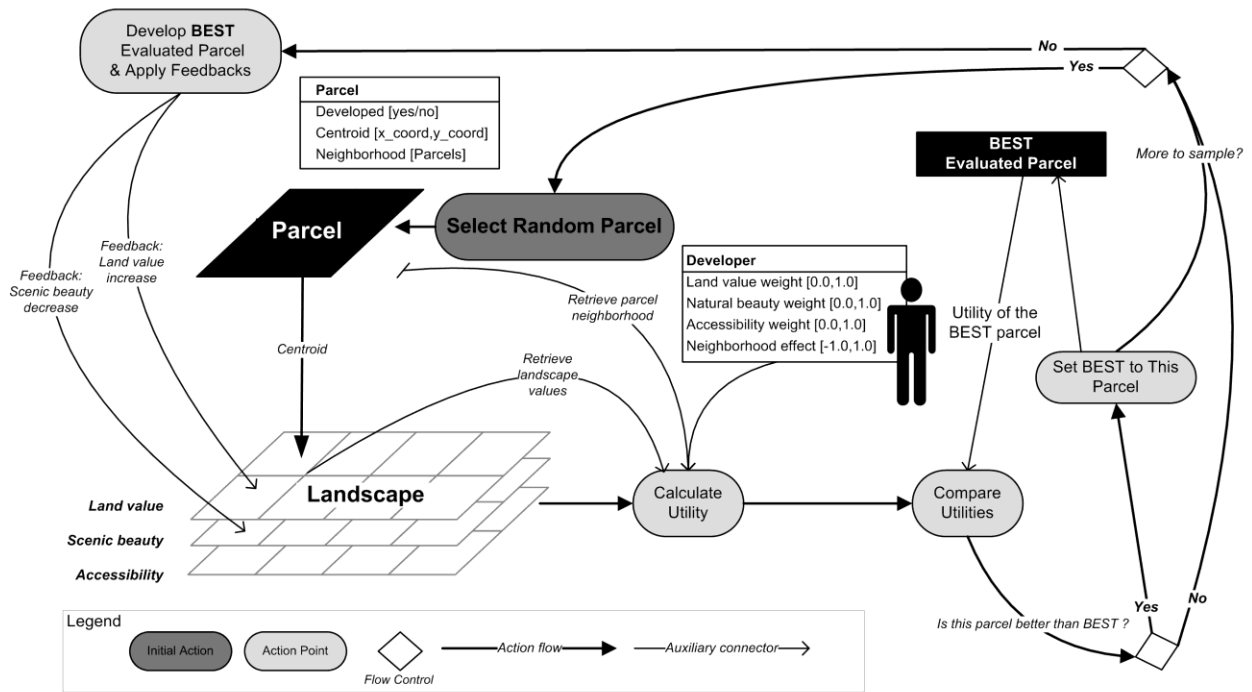 Develop BEST
Evaluated Parcel
& Apply Feedbacks
No
Yes
Parcel
Developed [yes/no]
Centroid [x_coord,y_coord]
Neighborhood [Parcels]
BEST
Evaluated Parcel
More to sample?
Parcel
Select Random Parcel
Feedback:
Land value
increase
Feedback:
Scenic beauty
decrease
Developer
Land value weight [0.0,1.0]
Natural beauty weight [0.0,1.0]
Accessibility weight [0.0,1.0]
Neighborhood effect [-1.0,1.0]
Retrieve parcel
neighborhood
Utility of the
BEST parcel
Centroid
Retrieve
landscape
values
Set BEST to This
Parcel
Landscape
Land value
Scenic beauty
Accessibility
Calculate
Utility
Compare
Utilities
Is this parcel better than BEST ?
Yes
No
Legend
Initial Action
Action Point
Flow Control
Action flow
Auxiliary connector